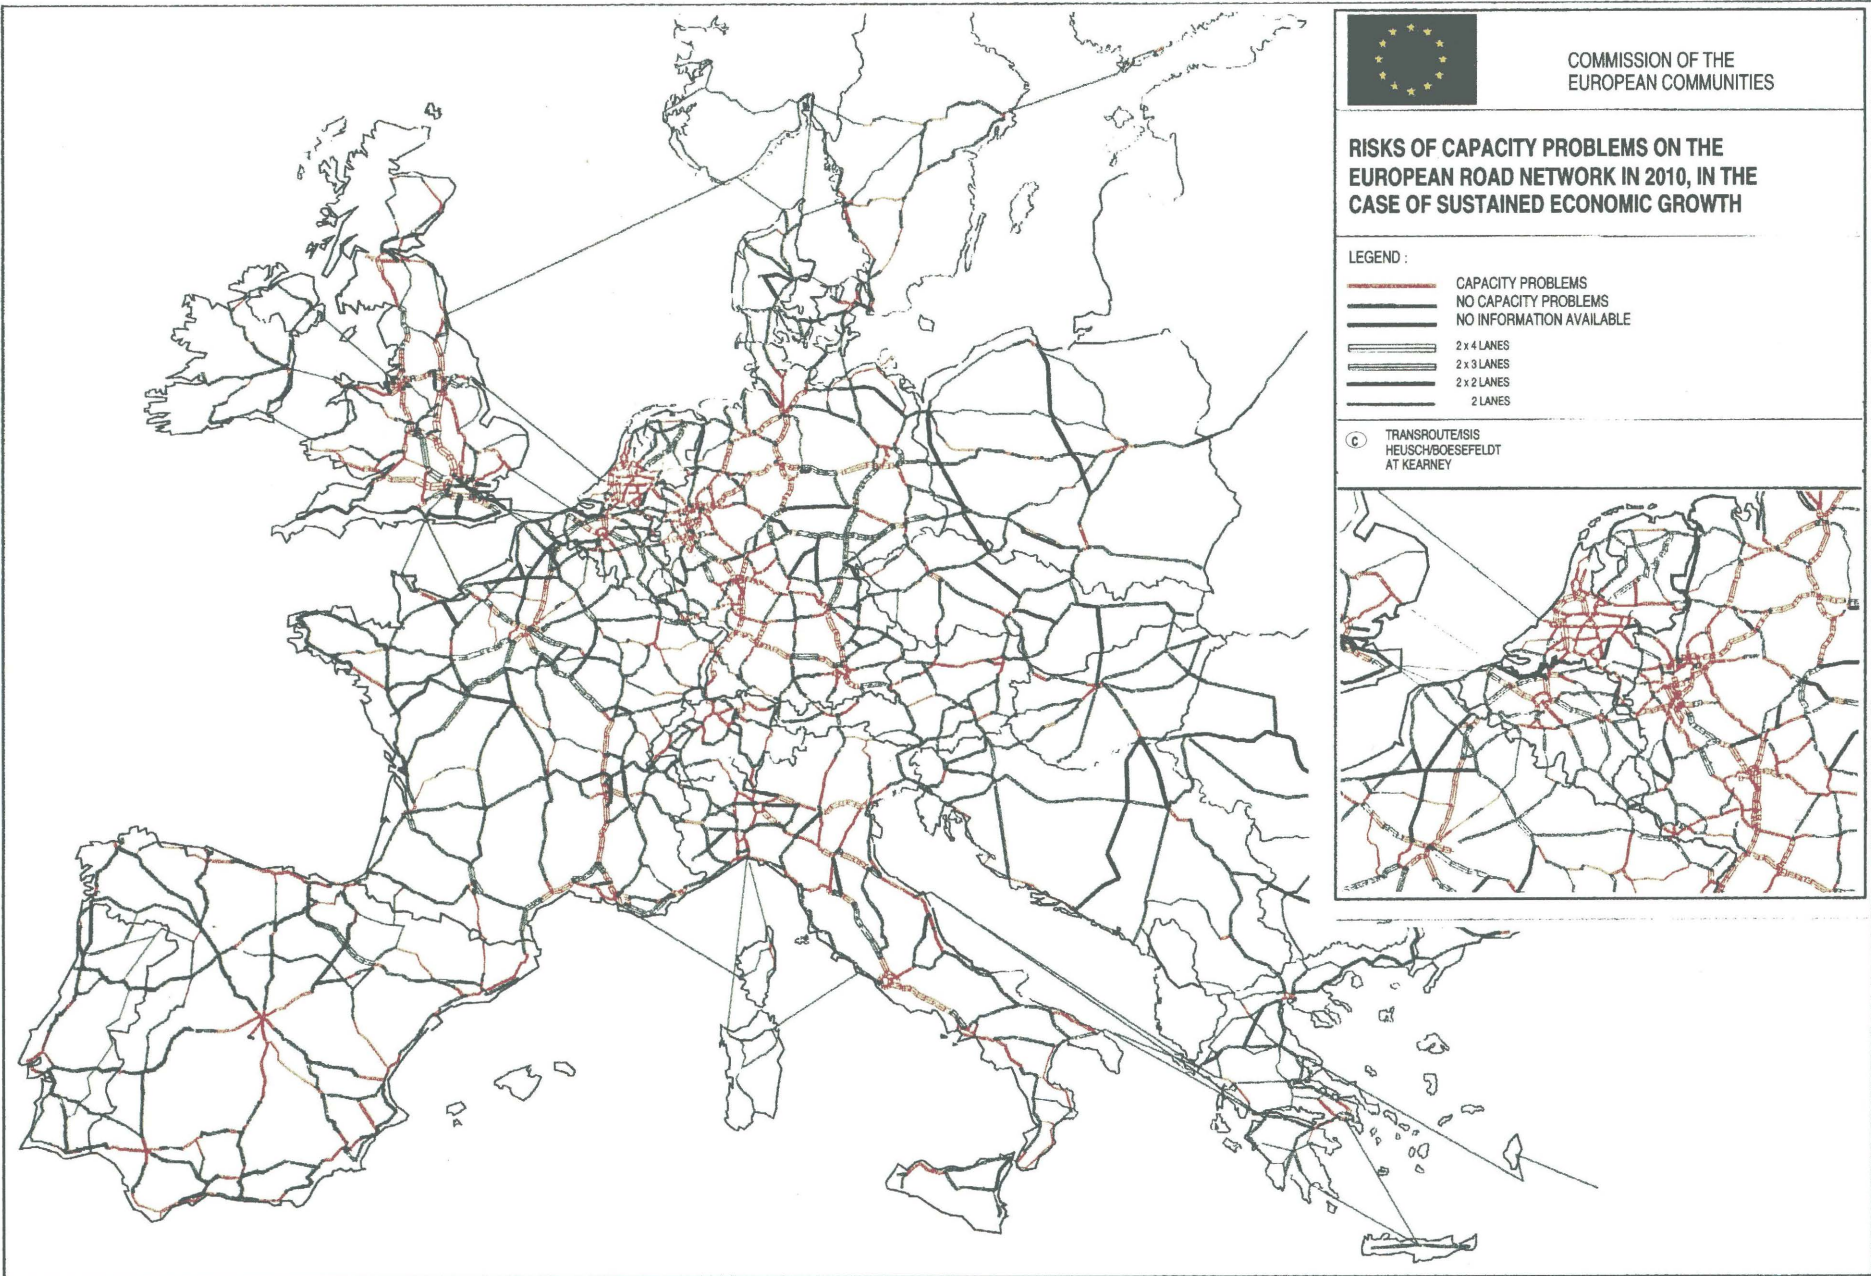 COMMISSION OF THE
EUROPEAN COMMUNITIES
RISKS OF CAPACITY PROBLEMS ON THE
EUROPEAN ROAD NETWORK IN 2010, IN THE
CASE OF SUSTAINED ECONOMIC GROWTH
LEGEND :
CAPACITY PROBLEMS
NO CAPACITY PROBLEMS
NO INFORMATION AVAILABLE
2 x 4 LANES
2 x 3 LANES
2 x 2 LANES
2 LANES
C TRANSROUTE/ISIS
HEUSCH/BOESEFELDT
AT KEARNEY